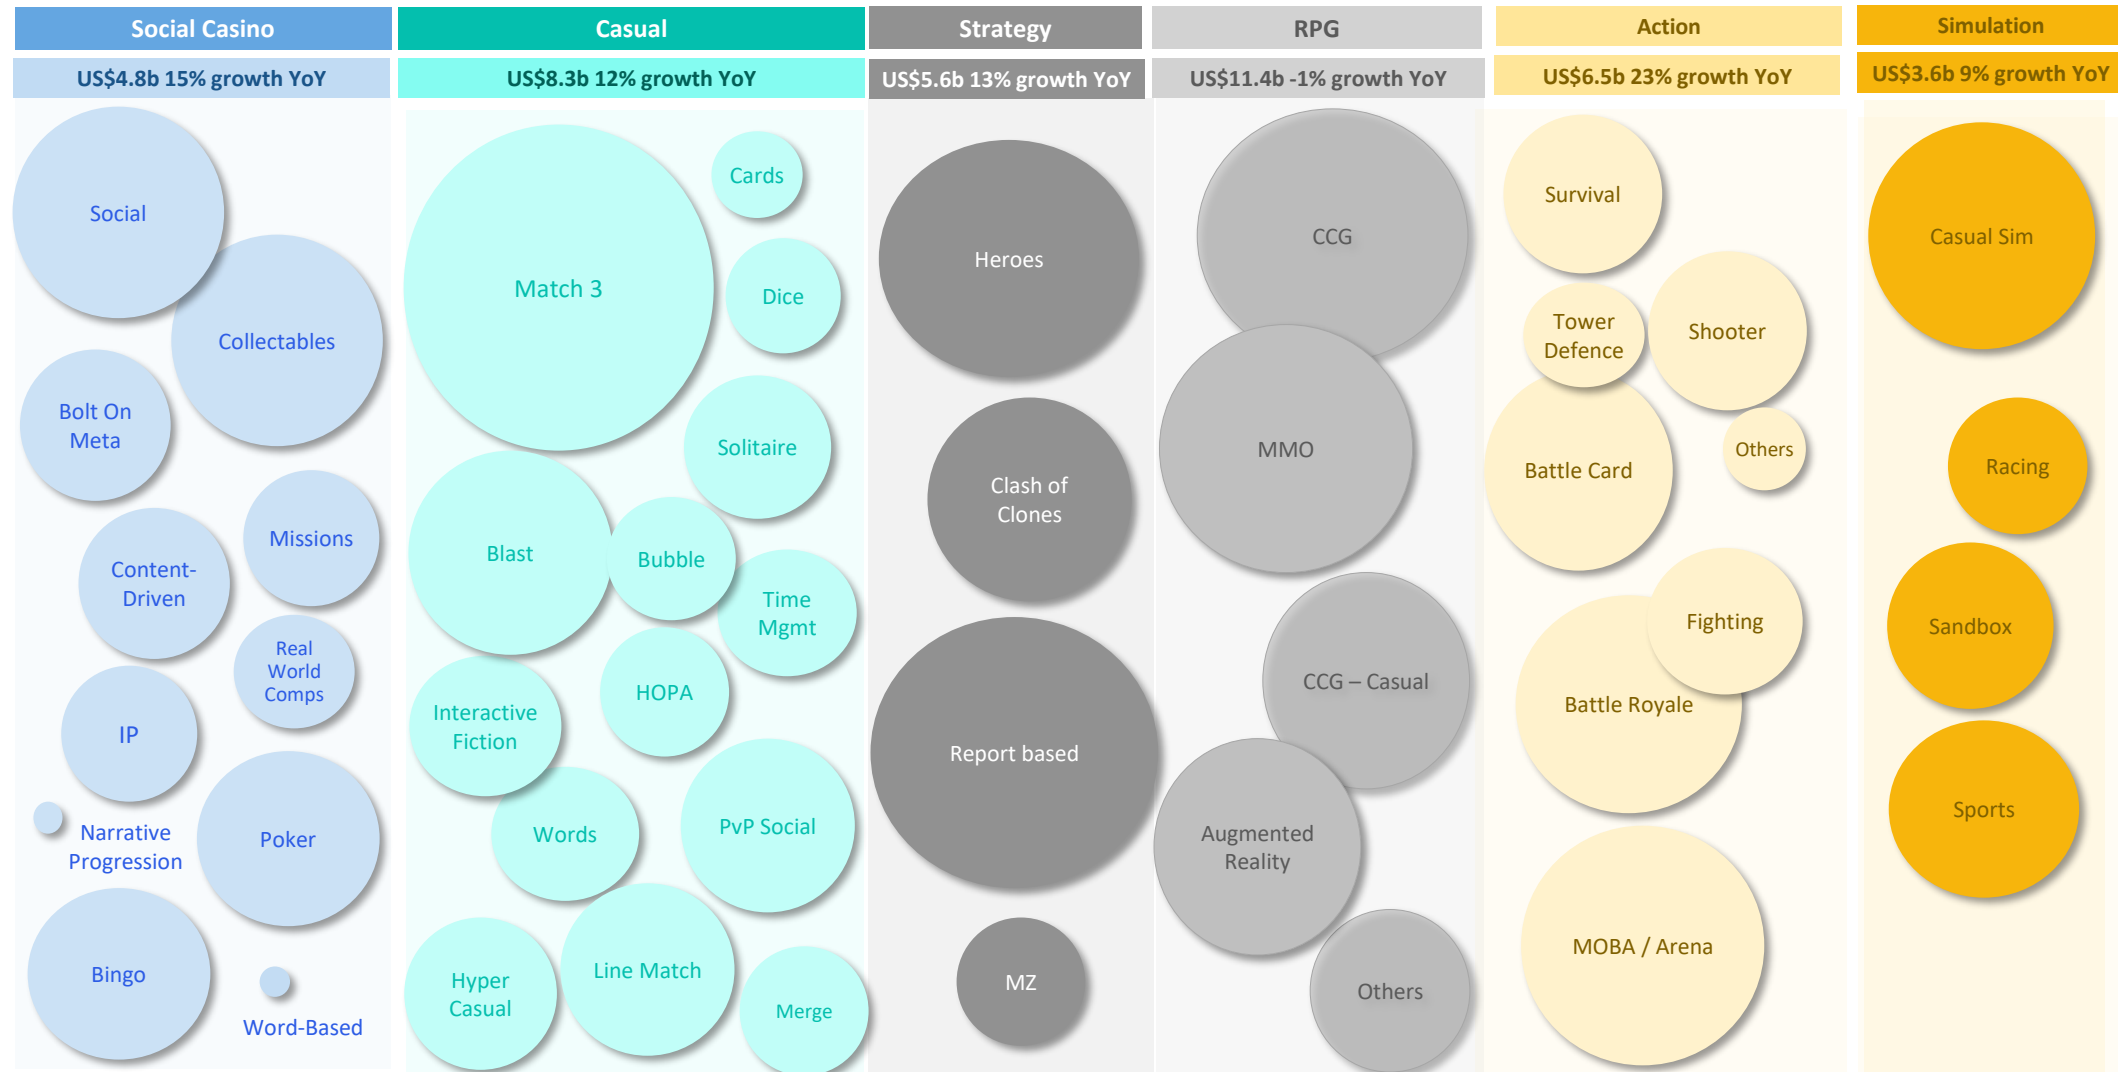 Social Casino
US$4.8b 15% growth YoY
Social
Collectables
Bolt On
Meta
Missions
Content-
Driven
Real
World
Comps
IP
Narrative
Progression
Poker
Bingo
Word-Based
Casual
US$8.3b 12% growth YoY
Cards
Match 3
Dice
Solitaire
Blast
Bubble
Time
Mgmt
HOPA
Interactive
Fiction
Words
PvP Social
Line Match
Hyper
Casual
Merge
Strategy
US$5.6b 13% growth YoY
Heroes
Clash of
Clones
Report based
MZ
RPG
US$11.4b -1% growth YoY
CCG
MMO
CCG – Casual
Augmented
Reality
Others
Action
US$6.5b 23% growth YoY
Survival
Tower
Defence
Shooter
Others
Battle Card
Fighting
Battle Royale
MOBA / Arena
Simulation
US$3.6b 9% growth YoY
Casual Sim
Racing
Sandbox
Sports